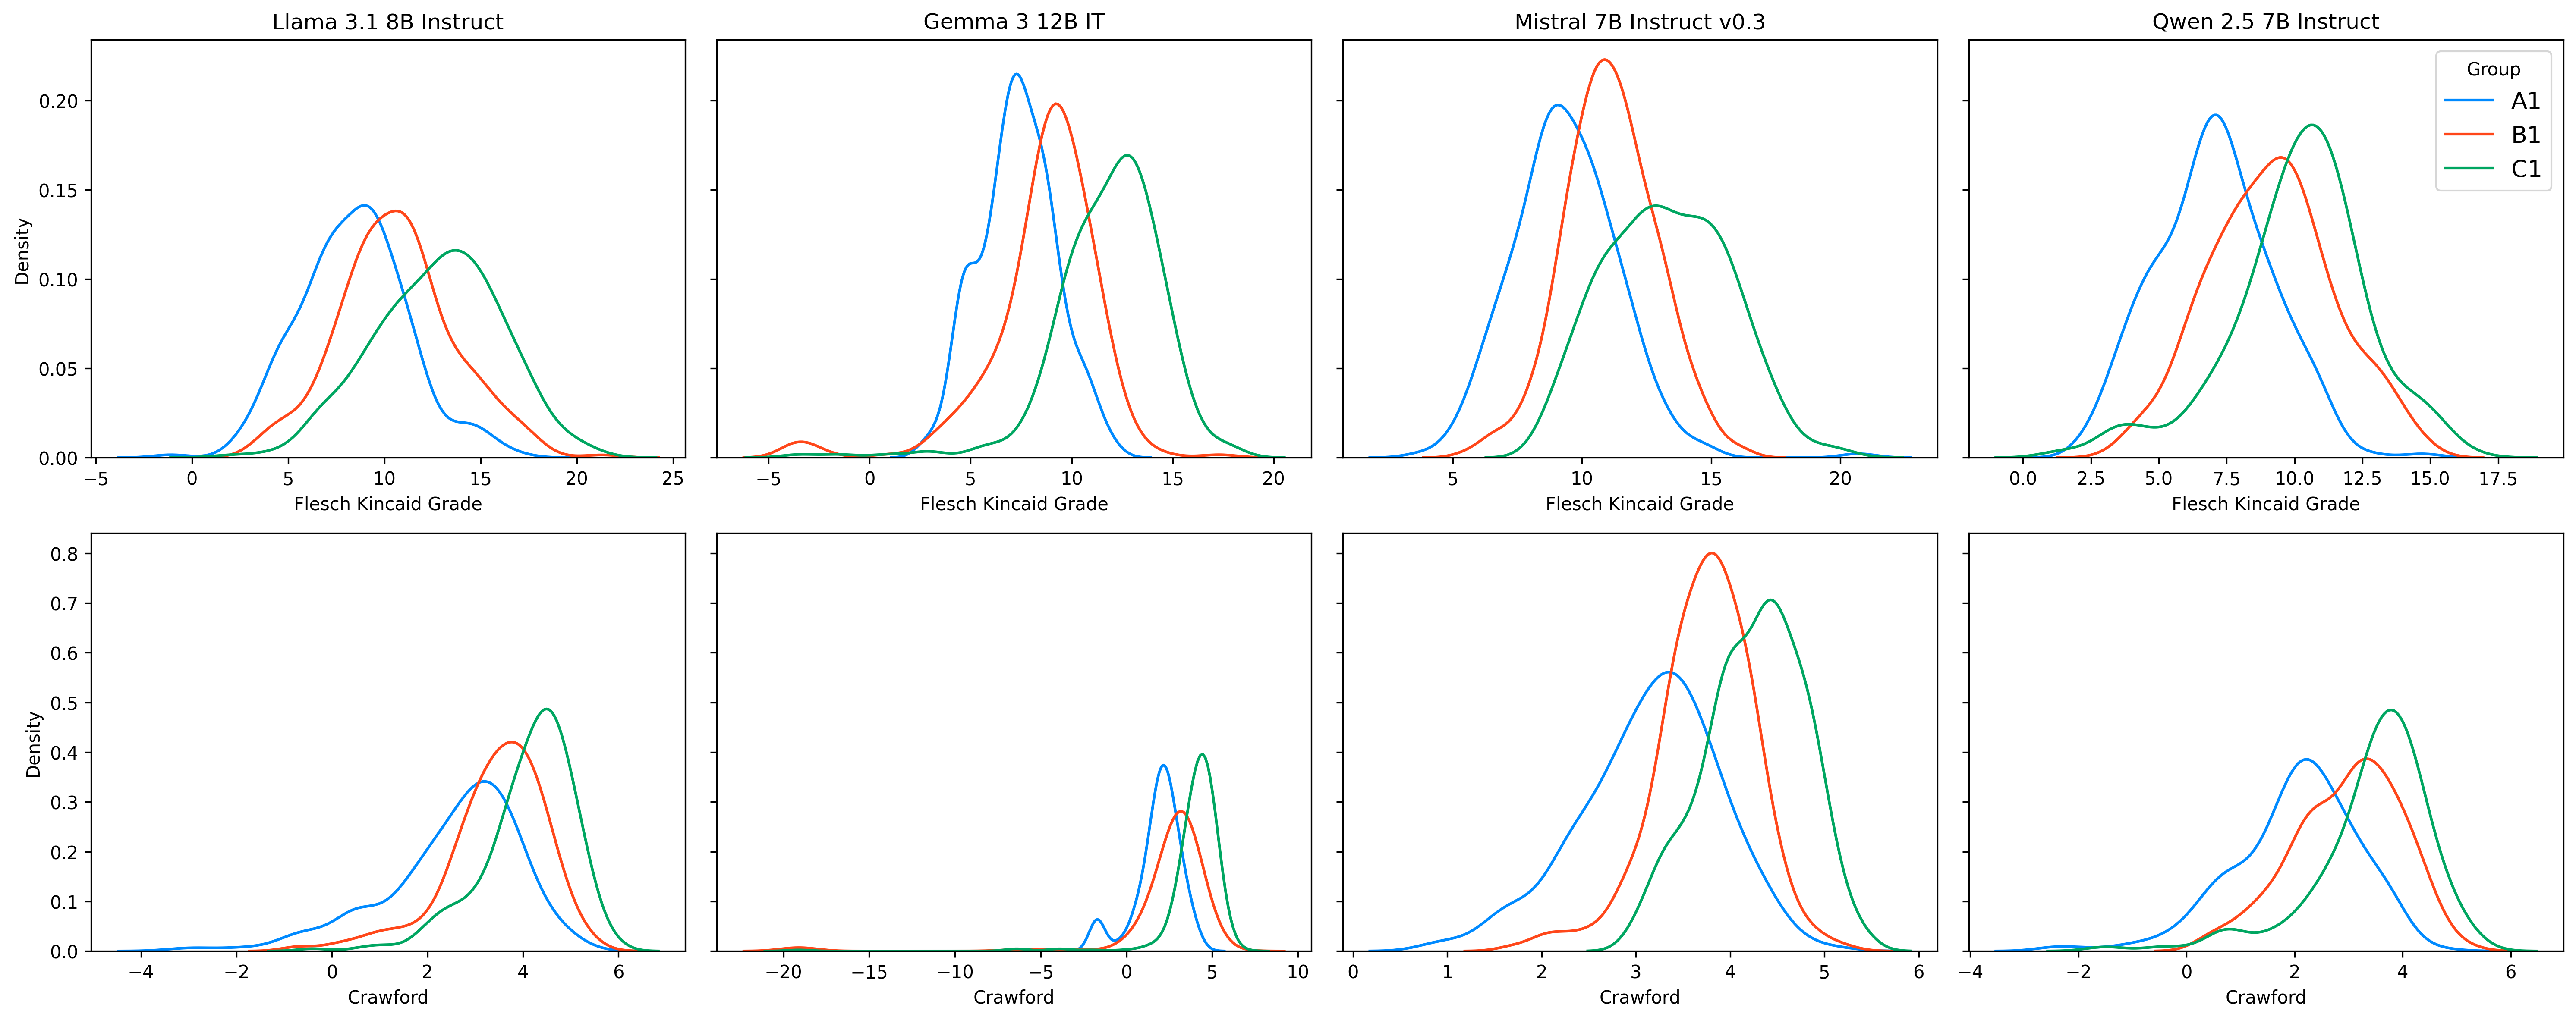 Llama 3.1 8B Instruct
Gemma 3 12B IT
Mistral 7B Instruct v0.3
Qwen 2.5 7B Instruct
Density
0.20
0.15
0.10
0.05
0.00
−5 0 5 10 15 20 25
Flesch Kincaid Grade
−5 0 5 10 15 20
Flesch Kincaid Grade
5 10 15 20
Flesch Kincaid Grade
Group
A1
B1
C1
0.0 2.5 5.0 7.5 10.0 12.5 15.0 17.5
Flesch Kincaid Grade
Density
0.8
0.7
0.6
0.5
0.4
0.3
0.2
0.1
0.0
−4 −2 0 2 4 6
Crawford
−20 −15 −10 −5 0 5 10
Crawford
0 1 2 3 4 5 6
Crawford
−4 −2 0 2 4 6
Crawford